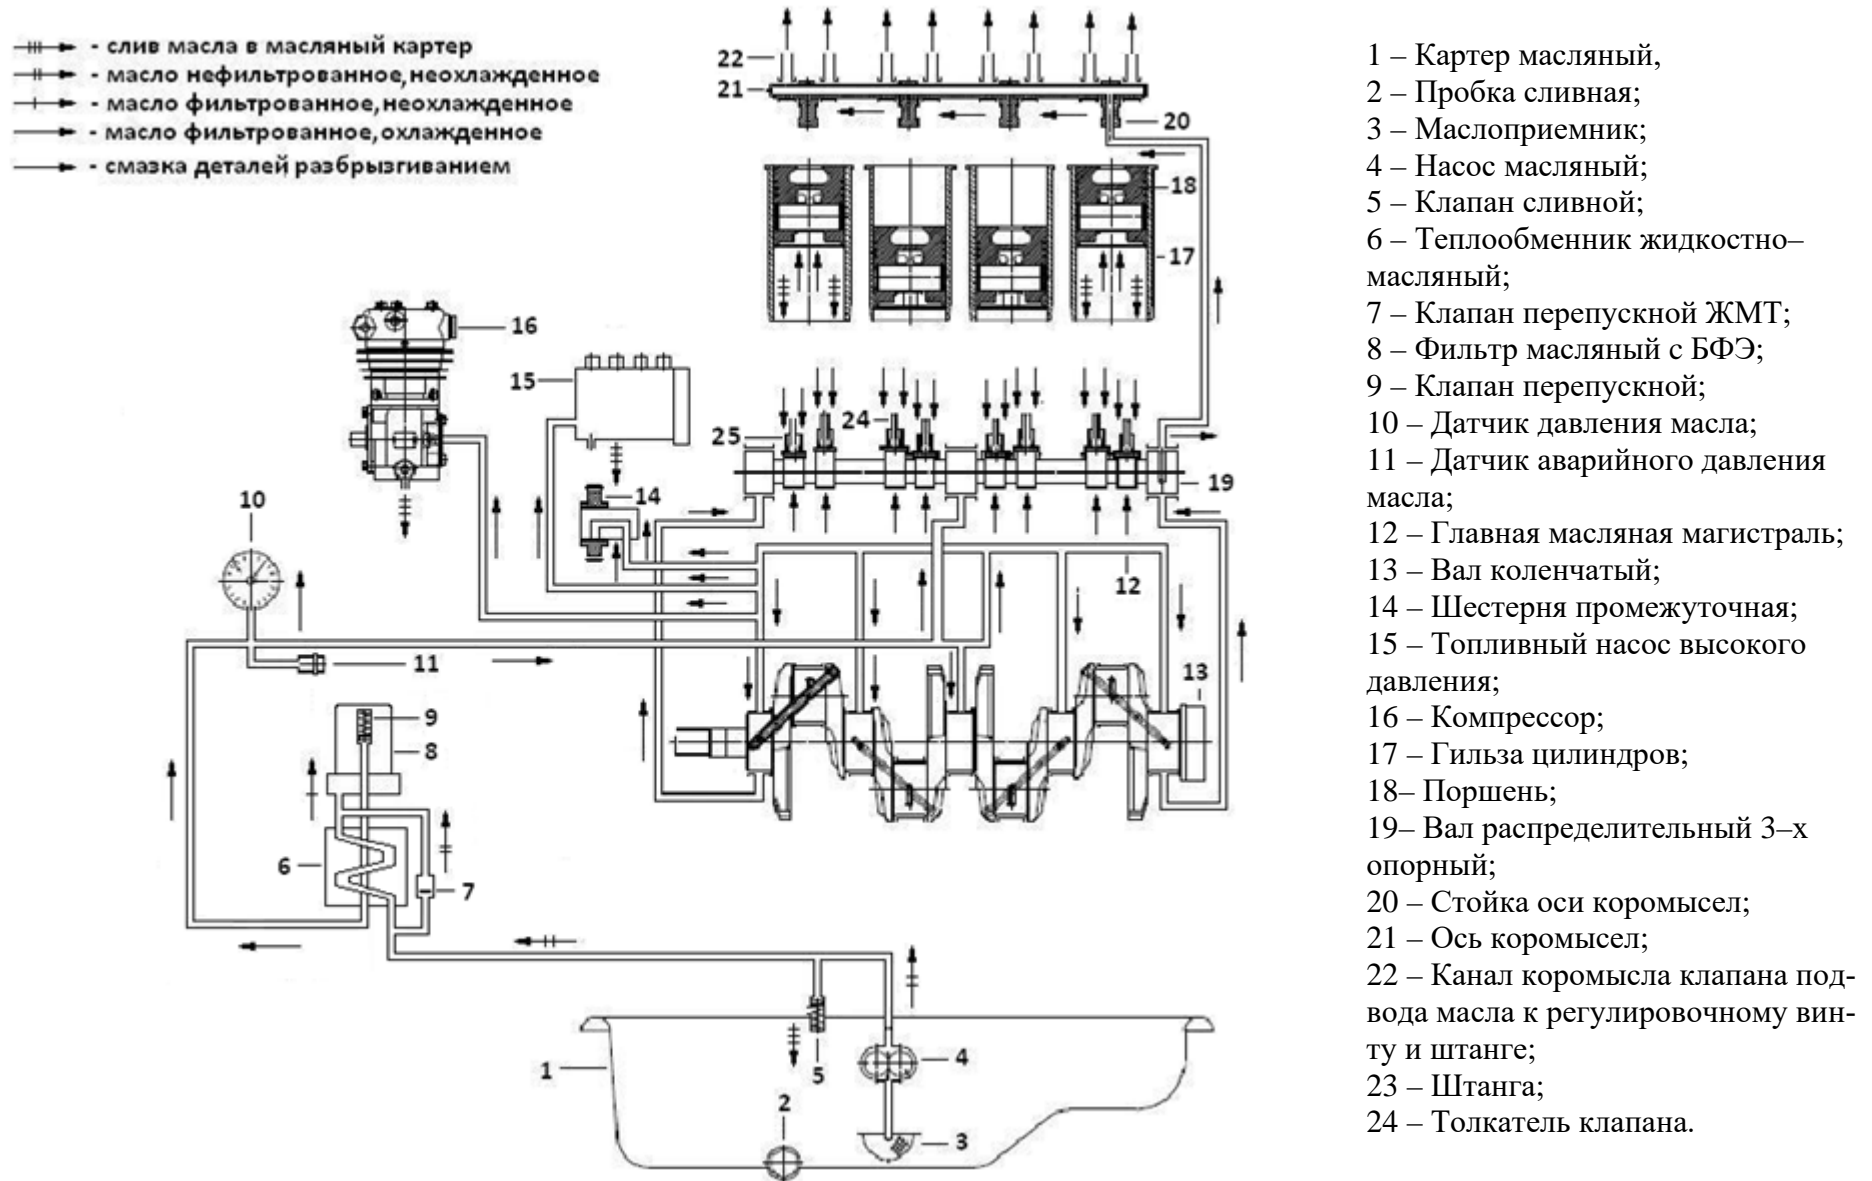 - слив масла в масляный картер
- масло нефильтрованное, неохлажденное
- масло фильтрованное, неохлажденное
- масло фильтрованное, охлажденное
- смазка деталей разбрызгиванием
22
21
20
18
17
16
15
24
25
14
19
10
12
11
13
9
8
6
7
4
1
5
2
3
1 – Картер масляный,
2 – Пробка сливная;
3 – Маслоприемник;
4 – Насос масляный;
5 – Клапан сливной;
6 – Теплообменник жидкостно–
масляный;
7 – Клапан перепускной ЖМТ;
8 – Фильтр масляный с БФЭ;
9 – Клапан перепускной;
10 – Датчик давления масла;
11 – Датчик аварийного давления
масла;
12 – Главная масляная магистраль;
13 – Вал коленчатый;
14 – Шестерня промежуточная;
15 – Топливный насос высокого
давления;
16 – Компрессор;
17 – Гильза цилиндров;
18– Поршень;
19– Вал распределительный 3–х
опорный;
20 – Стойка оси коромысел;
21 – Ось коромысел;
22 – Канал коромысла клапана под-
вода масла к регулировочному вин-
ту и штанге;
23 – Штанга;
24 – Толкатель клапана.